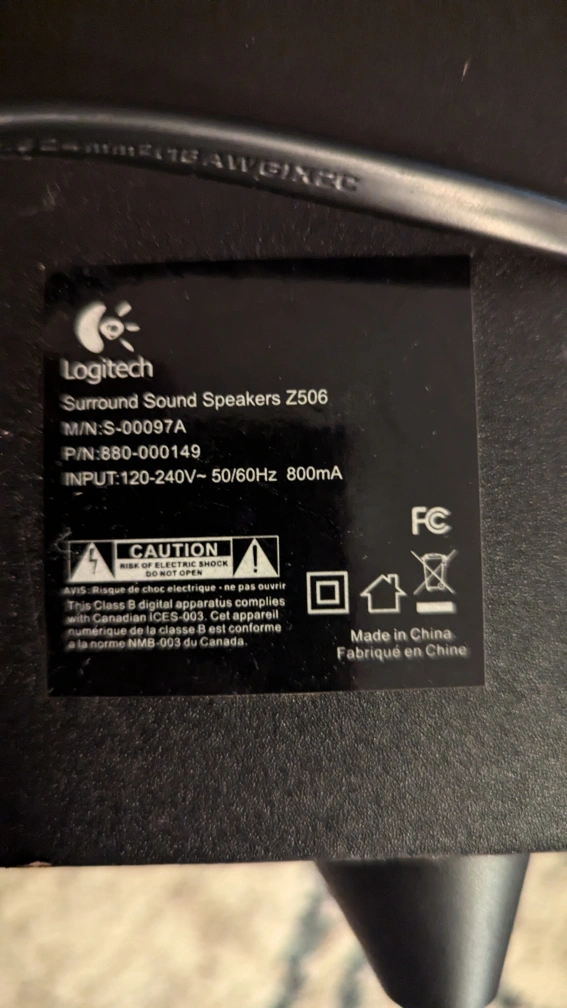 mm2(16AWG)X2C
Logitech
Surround Sound Speakers Z506
M/N:S-00097A
P/N:880-000149
INPUT:120-240V~ 50/60Hz 800mA
FC
CAUTION
RISK OF ELECTRIC SHOCK
DO NOT OPEN
AVIS: Risque de choc electrique - ne pas ouvrir
This Class B digital apparatus complies
with Canadian ICES-003. Cet appareil
numérique de la classe B est conforme
a la norme NMB-003 du Canada.
Made in China
Fabriqué en Chine